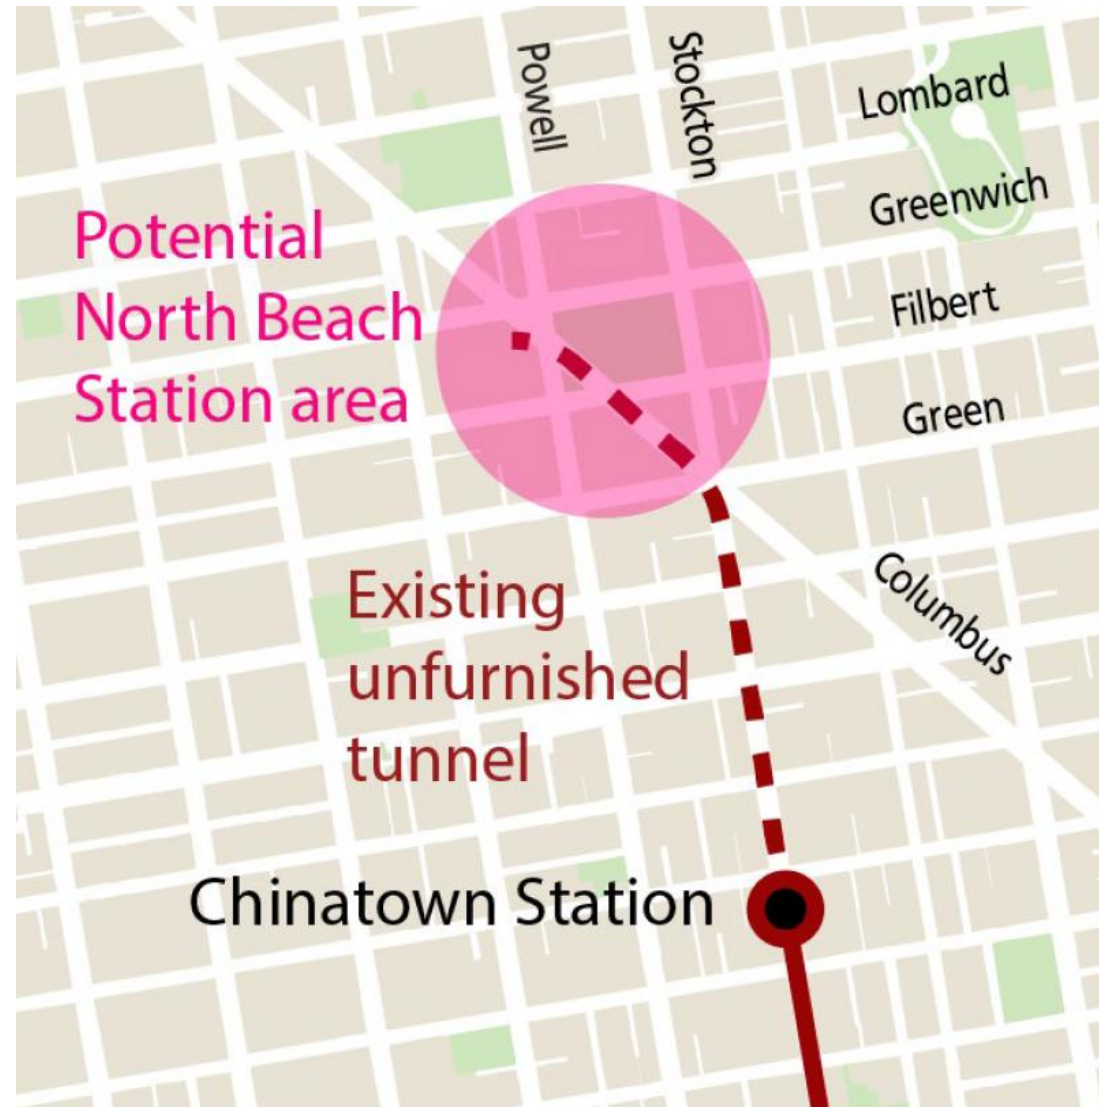 Powell
Stockton
Lombard
Greenwich
Filbert
Green
Columbus
Potential
North Beach
Station area
Existing
unfurnished
tunnel
Chinatown Station